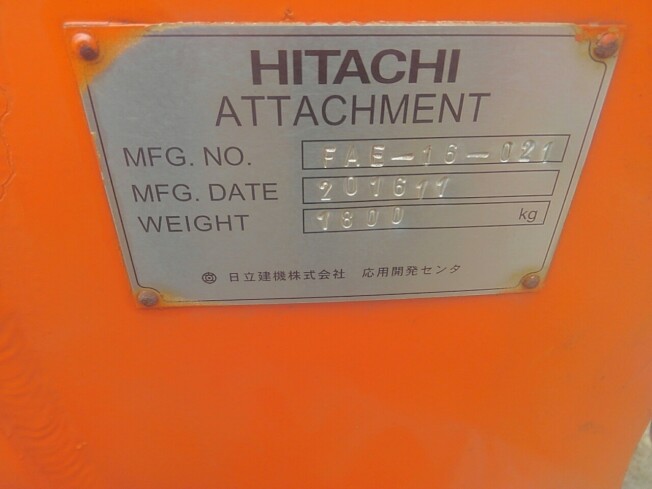 HITACHI
ATTACHMENT
MFG. NO. FAE-16-021
MFG. DATE 201611
WEIGHT 1800 kg
日立建機株式会社 応用開発センタ